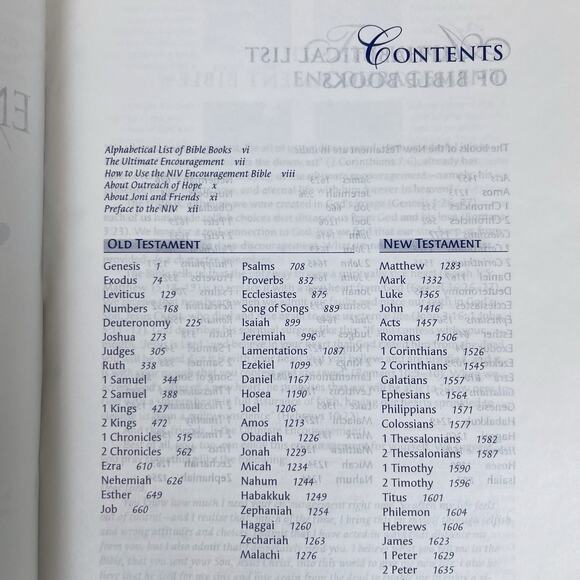 CONTENTS
Alphabetical List of Bible Books vi
The Ultimate Encouragement vii
How to Use the NIV Encouragement Bible viii
About Outreach of Hope x
About Joni and Friends xi
Preface to the NIV xii
OLD TESTAMENT
Genesis 1
Exodus 74
Leviticus 129
Numbers 168
Deuteronomy 225
Joshua 273
Judges 305
Ruth 338
1 Samuel 344
2 Samuel 388
1 Kings 427
2 Kings 472
1 Chronicles 515
2 Chronicles 562
Ezra 610
Nehemiah 626
Esther 649
Job 660
Psalms 708
Proverbs 832
Ecclesiastes 875
Song of Songs 889
Isaiah 899
Jeremiah 996
Lamentations 1087
Ezekiel 1099
Daniel 1167
Hosea 1190
Joel 1206
Amos 1213
Obadiah 1226
Jonah 1229
Micah 1234
Nahum 1244
Habakkuk 1249
Zephaniah 1254
Haggai 1260
Zechariah 1263
Malachi 1276
NEW TESTAMENT
Matthew 1283
Mark 1332
Luke 1365
John 1416
Acts 1457
Romans 1506
1 Corinthians 1526
2 Corinthians 1545
Galatians 1557
Ephesians 1564
Philippians 1571
Colossians 1577
1 Thessalonians 1582
2 Thessalonians 1587
1 Timothy 1590
2 Timothy 1596
Titus 1601
Philemon 1604
Hebrews 1606
James 1623
1 Peter 1629
2 Peter 1635